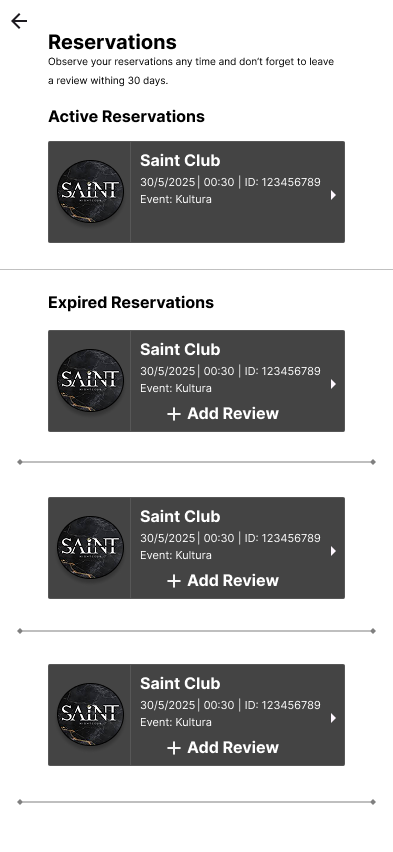 Reservations
Observe your reservations any time and don't forget to leave
a review withing 30 days.
Active Reservations
SAINT
Saint Club
30/5/2025 | 00:30 | ID: 123456789
Event: Kultura
Expired Reservations
SAINT
Saint Club
30/5/2025 | 00:30 | ID: 123456789
Event: Kultura
+ Add Review
SAINT
Saint Club
30/5/2025 | 00:30 | ID: 123456789
Event: Kultura
+ Add Review
SAINT
Saint Club
30/5/2025 | 00:30 | ID: 123456789
Event: Kultura
+ Add Review